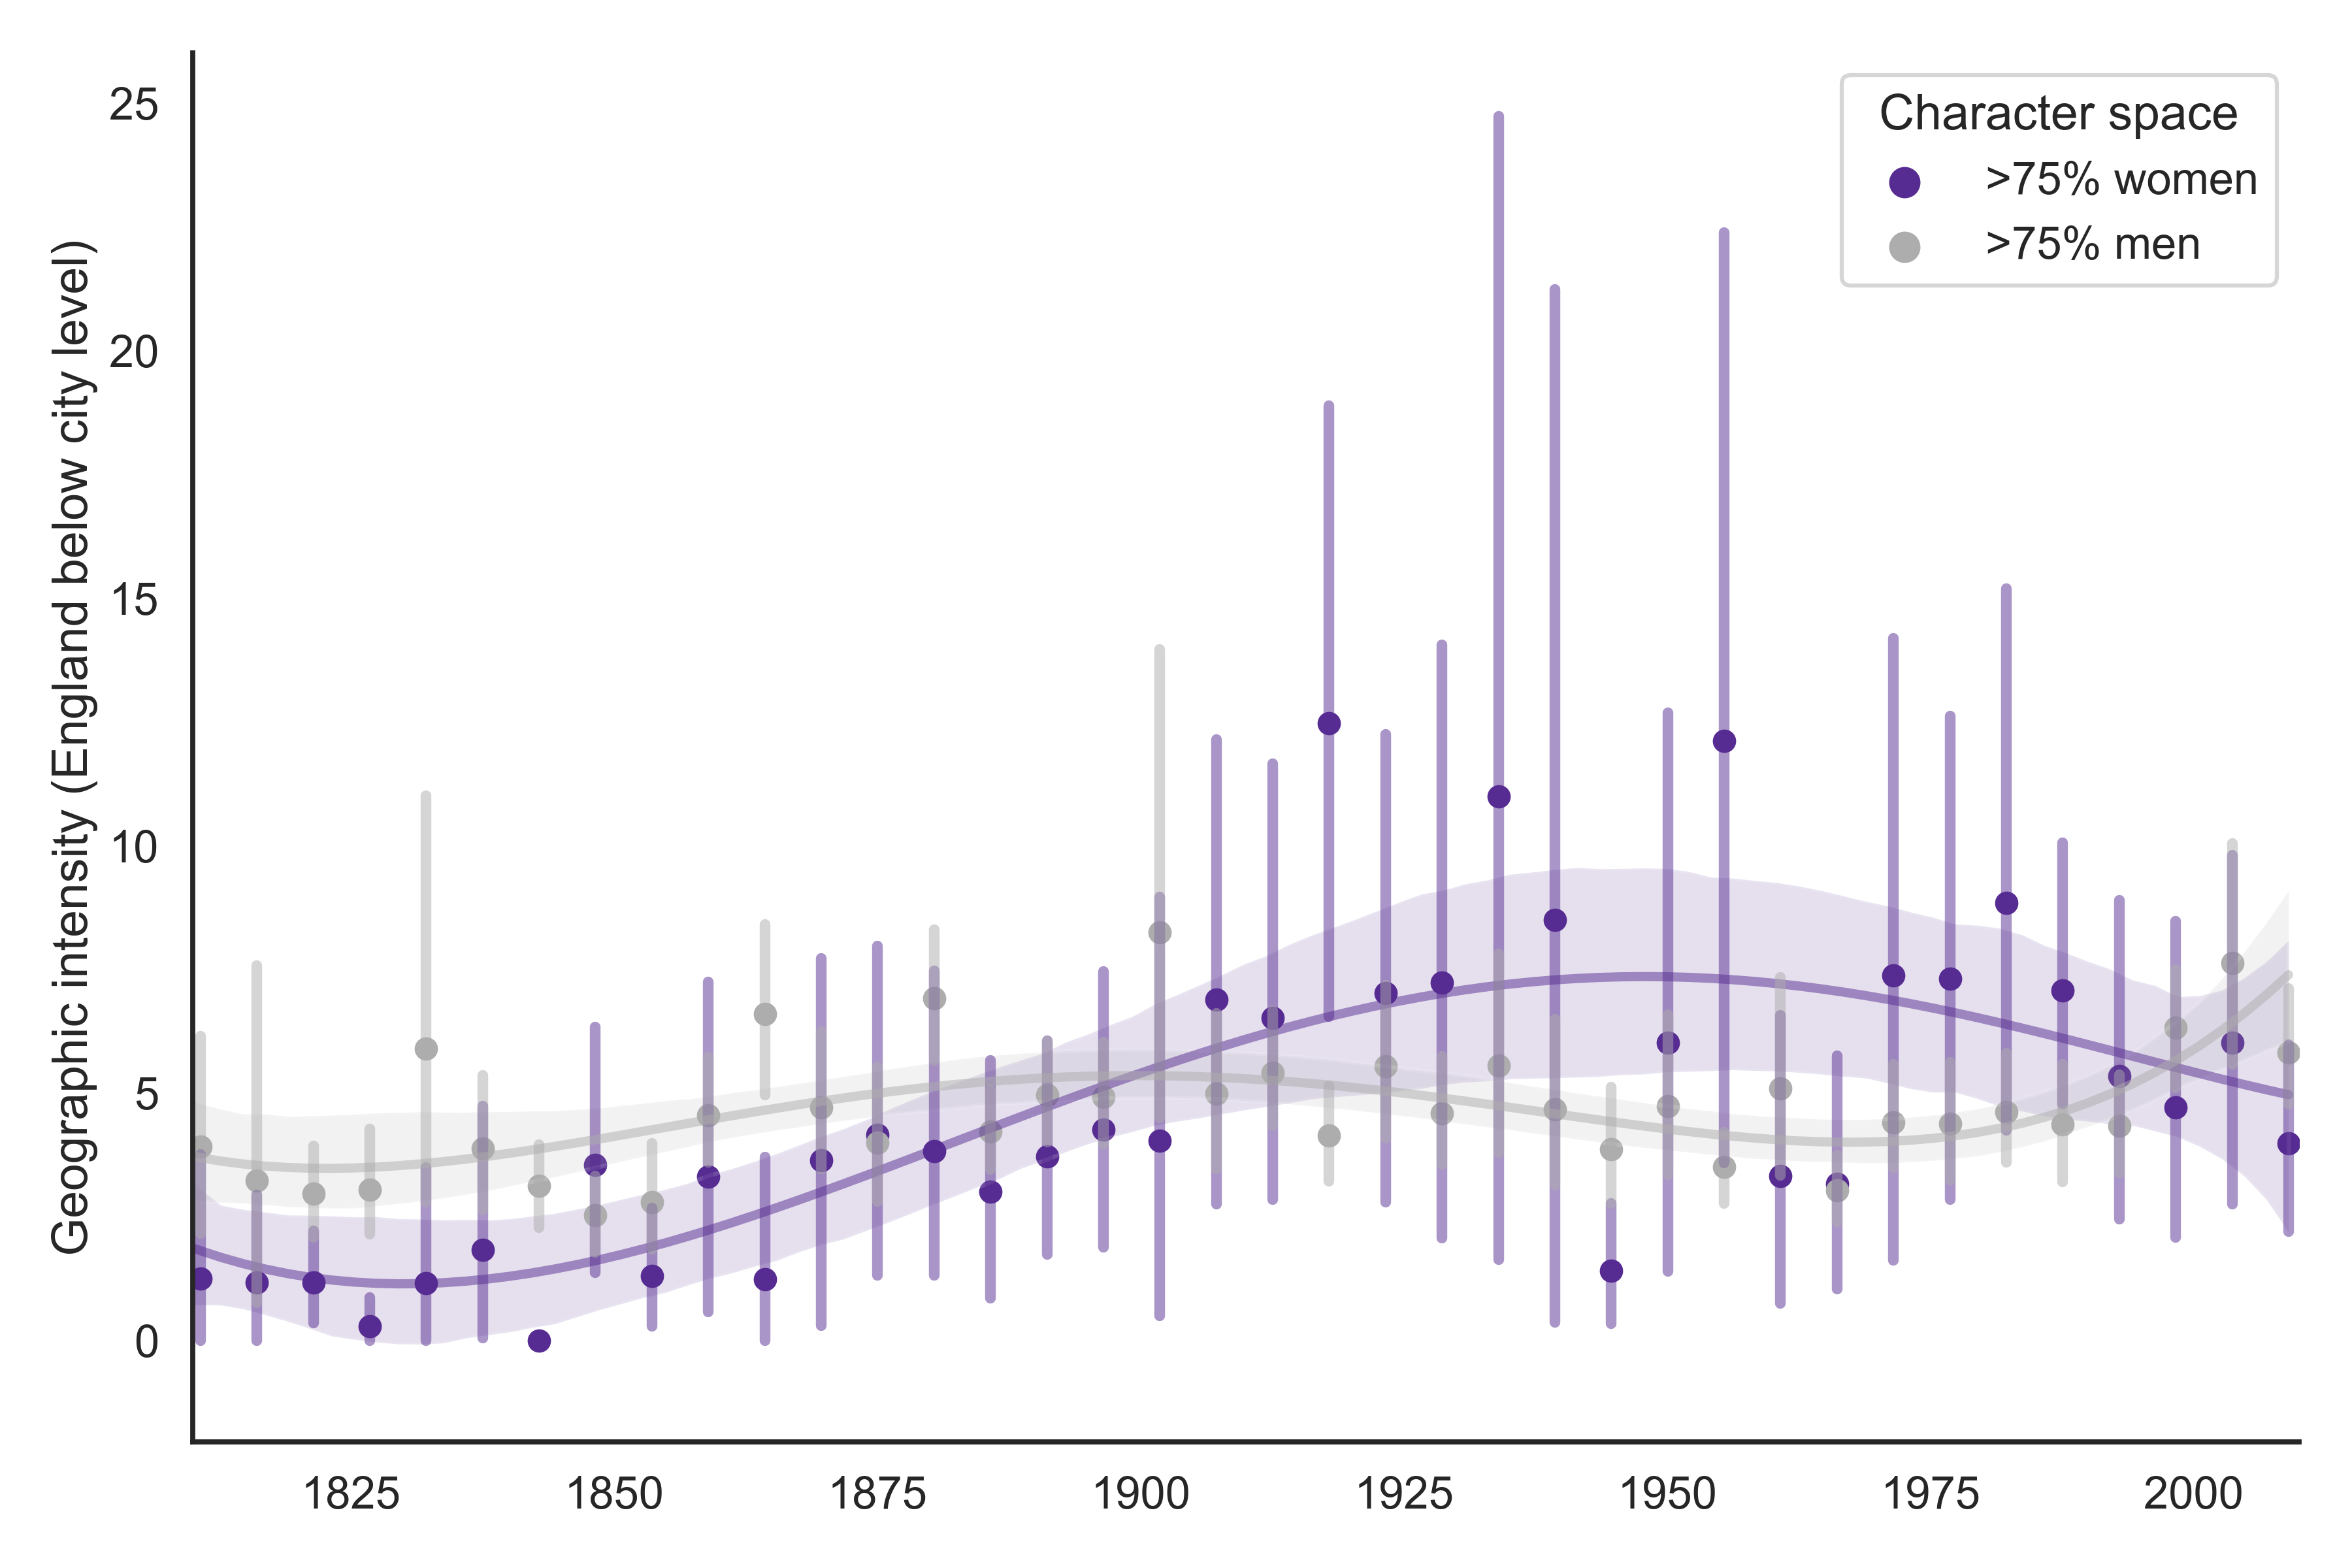 Geographic intensity (England below city level)
25
20
15
10
5
0
Character space
>75% women
>75% men
1825 1850 1875 1900 1925 1950 1975 2000